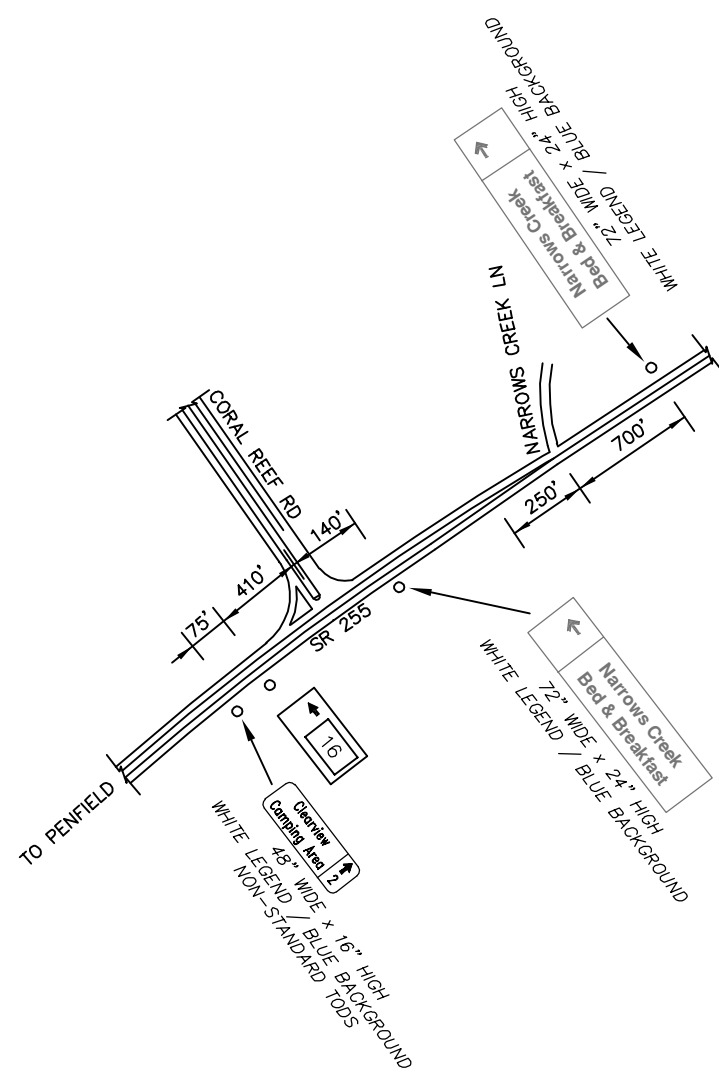 WHITE LEGEND / BLUE BACKGROUND
72" WIDE x 24" HIGH
Narrows Creek
Bed & Breakfast
NARROWS CREEK LN
CORAL REEF RD
700'
250'
140'
410'
75'
SR 255
TO PENFIELD
16
Narrows Creek
Bed & Breakfast
72" WIDE x 24" HIGH
WHITE LEGEND / BLUE BACKGROUND
Clearview
Camping Area
2
48" WIDE x 16" HIGH
WHITE LEGEND / BLUE BACKGROUND
NON-STANDARD TODS